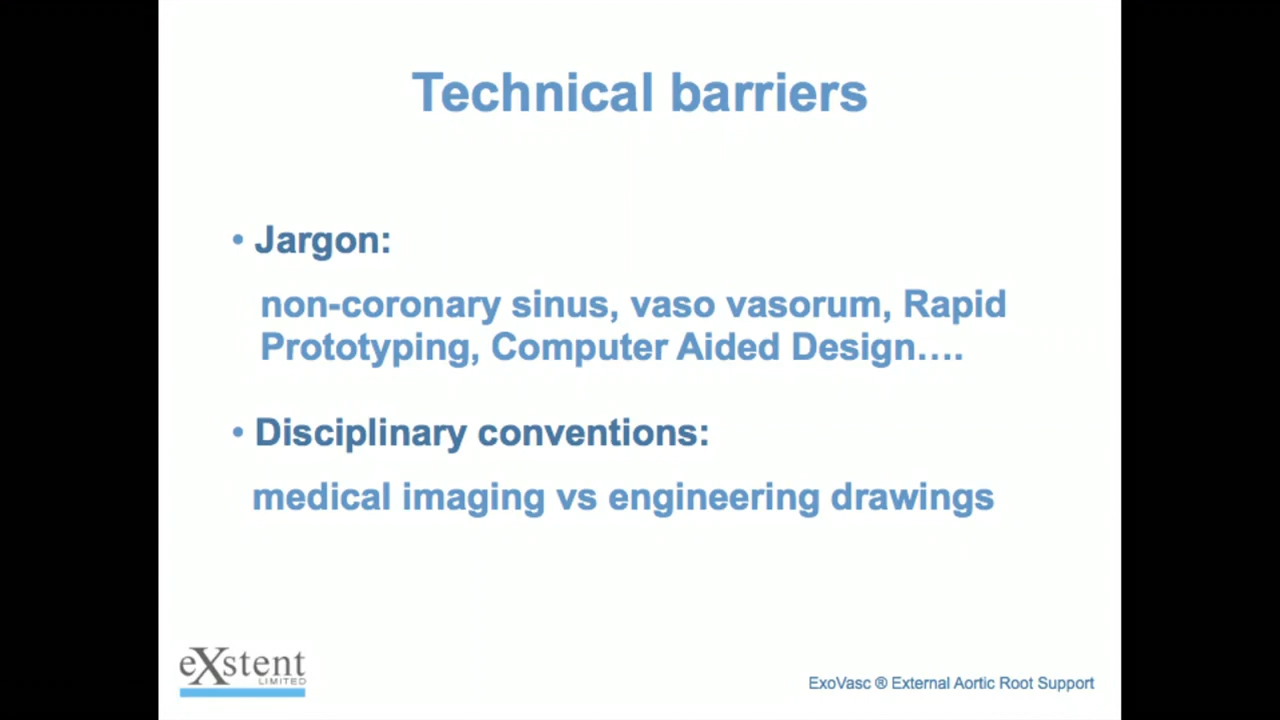 Technical barriers
• Jargon:
non-coronary sinus, vaso vasorum, Rapid
Prototyping, Computer Aided Design….
• Disciplinary conventions:
medical imaging vs engineering drawings
eXstent
LIMITED
ExoVasc ® External Aortic Root Support